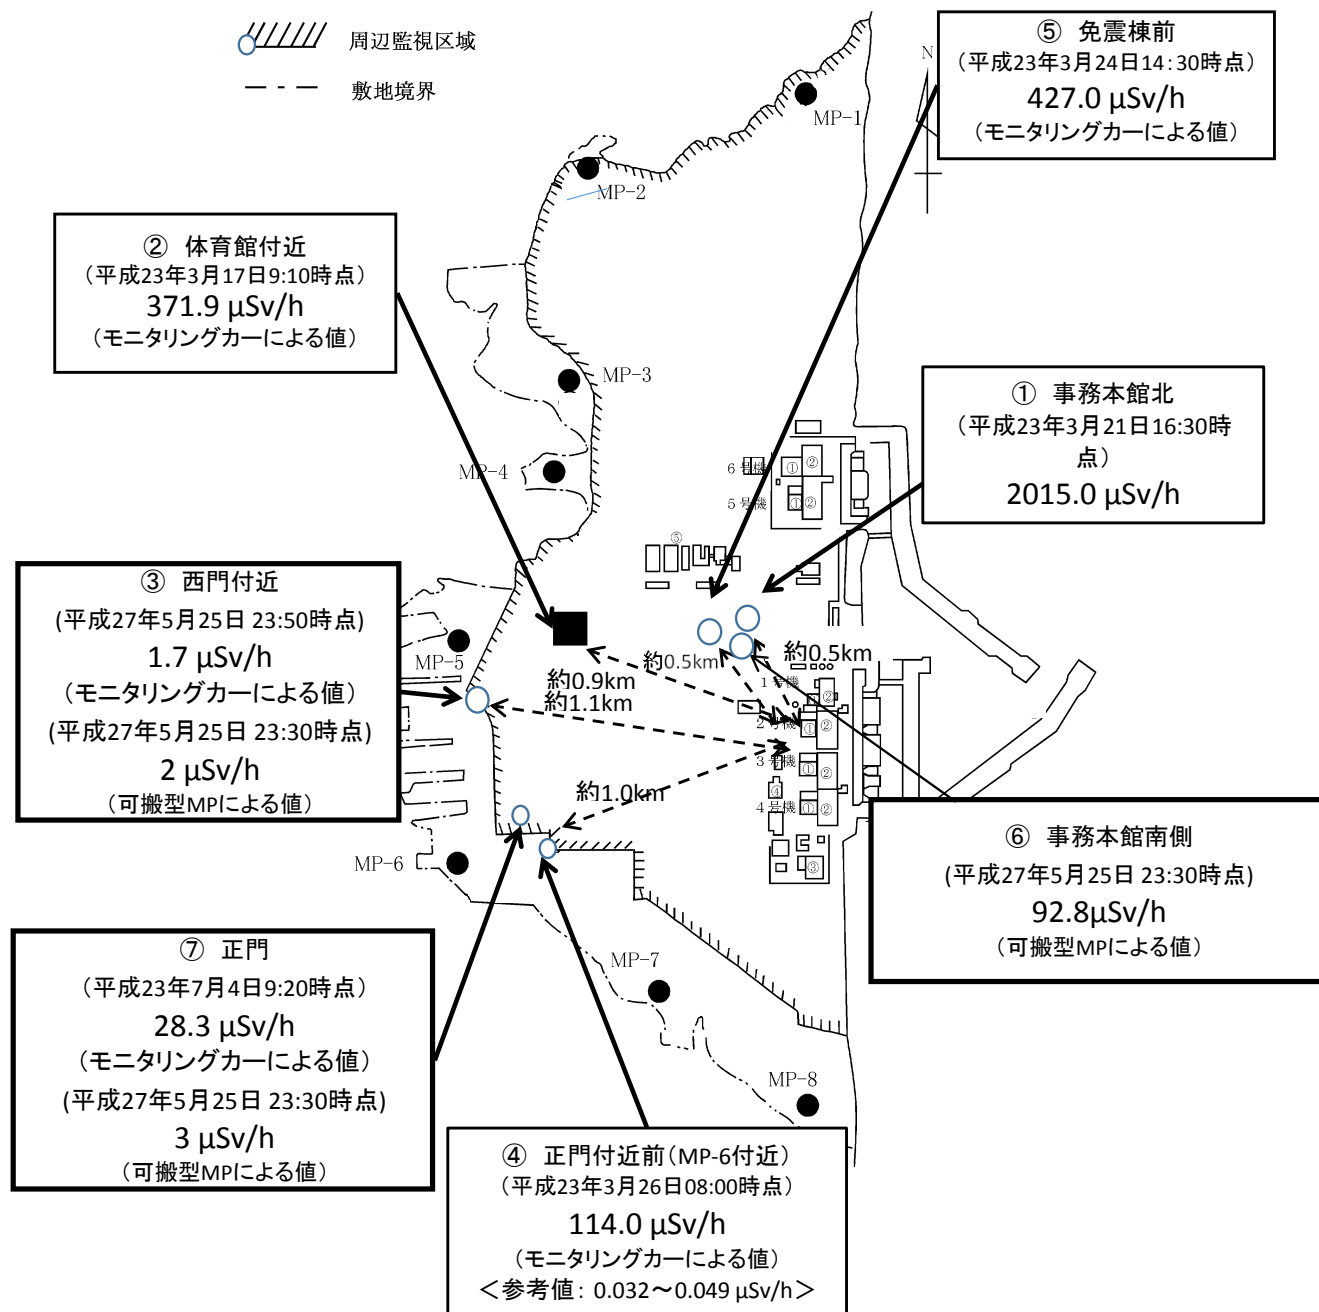 周辺監視区域
敷地境界
⑤ 免震棟前
（平成23年3月24日14：30時点）
427.0 μSv/h
（モニタリングカーによる値）
N
MP-1
MP-2
② 体育館付近
（平成23年3月17日9:10時点）
371.9 μSv/h
（モニタリングカーによる値）
MP-3
MP-4
① 事務本館北
（平成23年3月21日16:30時
点）
2015.0 μSv/h
6号機
①
②
5号機
①
②
⑤
③ 西門付近
(平成27年5月25日 23:50時点)
1.7 μSv/h
（モニタリングカーによる値）
(平成27年5月25日 23:30時点)
2 μSv/h
（可搬型MPによる値）
MP-5
約0.5km
約0.5km
約0.9km
約1.1km
1号機
②
2号機
①
②
3号機
①
②
約1.0km
④
4号機
①
②
③
MP-6
⑥ 事務本館南側
(平成27年5月25日 23:30時点)
92.8μSv/h
（可搬型MPによる値）
⑦ 正門
（平成23年7月4日9:20時点）
28.3 μSv/h
（モニタリングカーによる値）
(平成27年5月25日 23:30時点)
3 μSv/h
（可搬型MPによる値）
MP-7
MP-8
④ 正門付近前（MP-6付近）
（平成23年3月26日08:00時点）
114.0 μSv/h
（モニタリングカーによる値）
＜参考値： 0.032～0.049 μSv/h＞